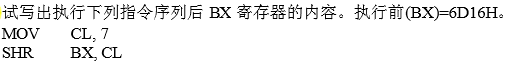 试写出执行下列指令序列后 BX 寄存器的内容。执行前(BX)=6D16H。
MOV CL, 7
SHR BX, CL